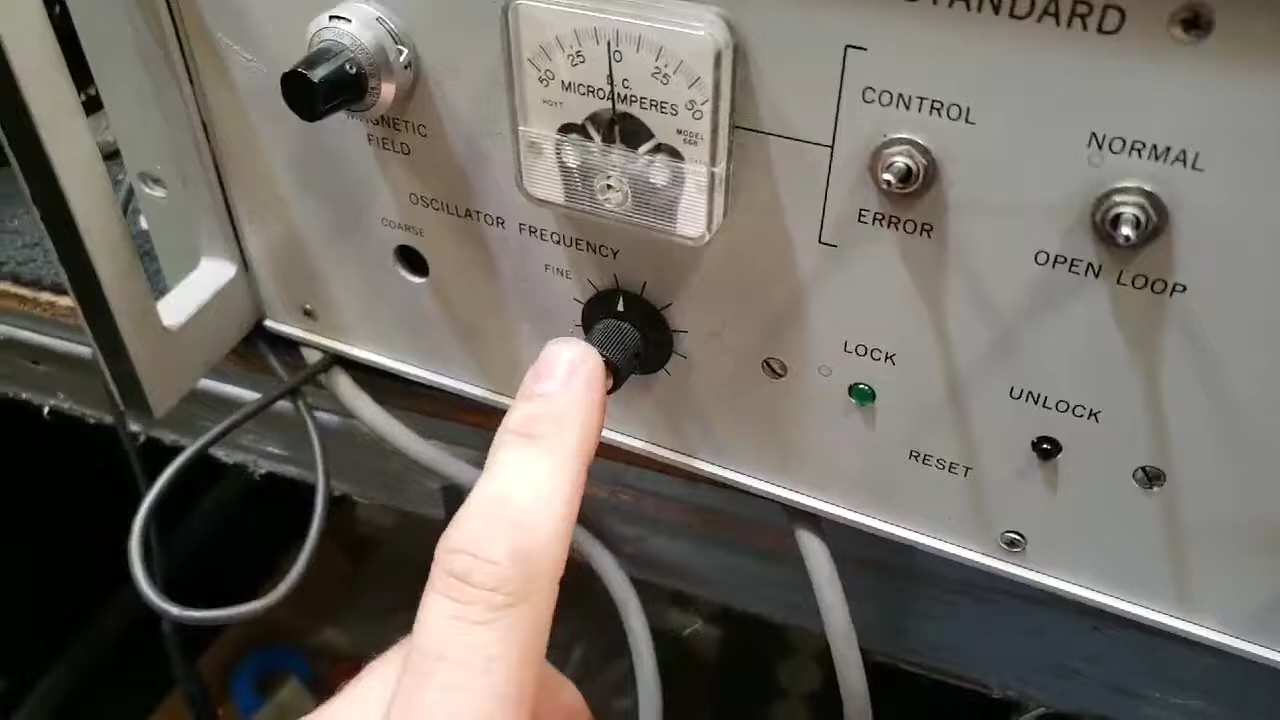 STANDARD
50 25 0 25 50
D. C.
MICROAMPERES
HOYT
MODEL
MAGNETIC
FIELD
CONTROL
ERROR
NORMAL
OPEN LOOP
OSCILLATOR FREQUENCY
COARSE
FINE
LOCK
UNLOCK
RESET